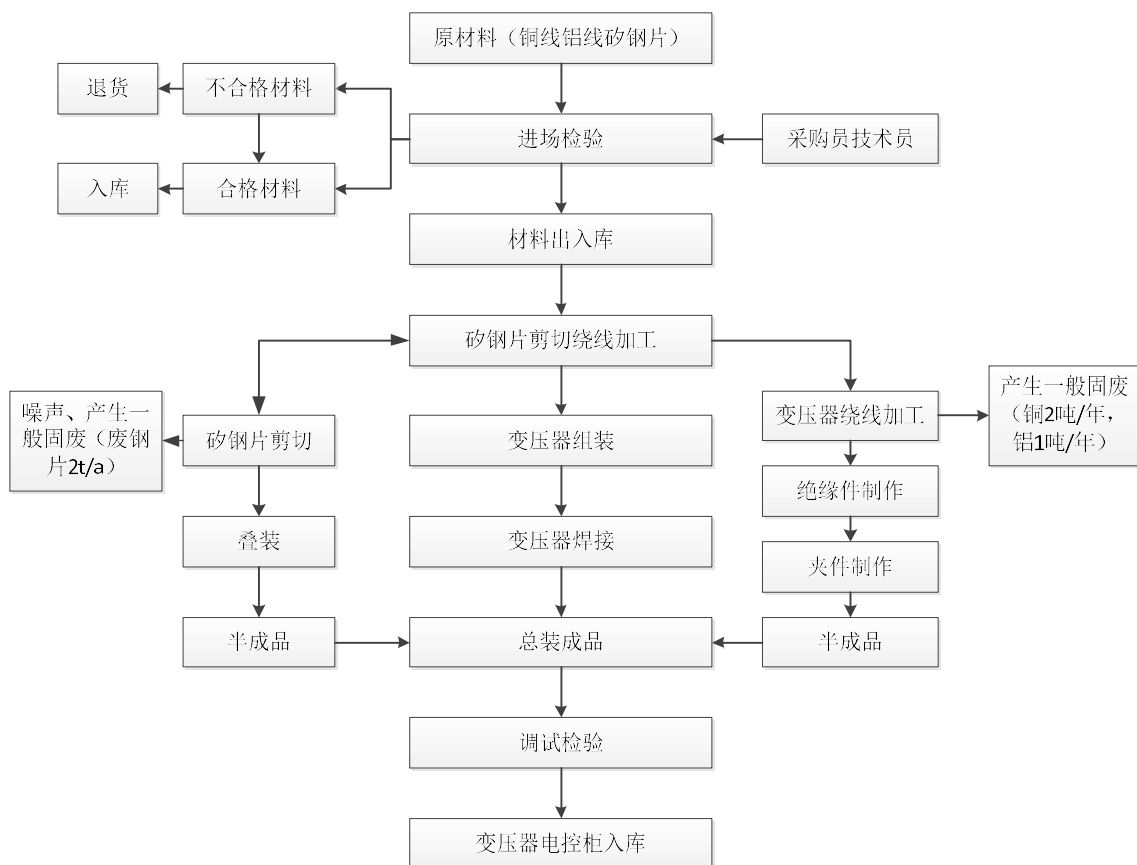 原材料（铜线铝线矽钢片）
退货
不合格材料
进场检验
采购员技术员
入库
合格材料
材料出入库
矽钢片剪切绕线加工
噪声、产生一
般固废（废钢
片2t/a）
矽钢片剪切
变压器组装
变压器绕线加工
产生一般固废
（铜2吨/年，
铝1吨/年）
绝缘件制作
叠装
变压器焊接
夹件制作
半成品
总装成品
半成品
调试检验
变压器电控柜入库